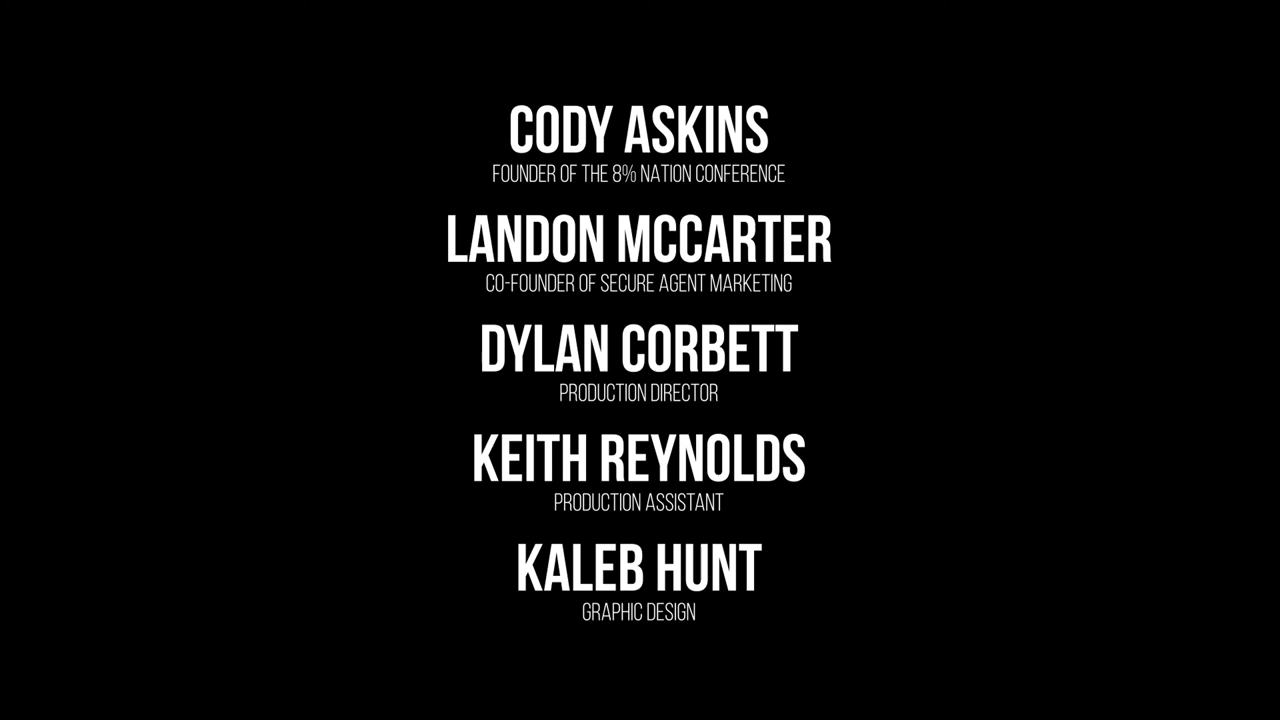 CODY ASKINS
FOUNDER OF THE 8% NATION CONFERENCE
LANDON MCCARTER
CO-FOUNDER OF SECURE AGENT MARKETING
DYLAN CORBETT
PRODUCTION DIRECTOR
KEITH REYNOLDS
PRODUCTION ASSISTANT
KALEB HUNT
GRAPHIC DESIGN